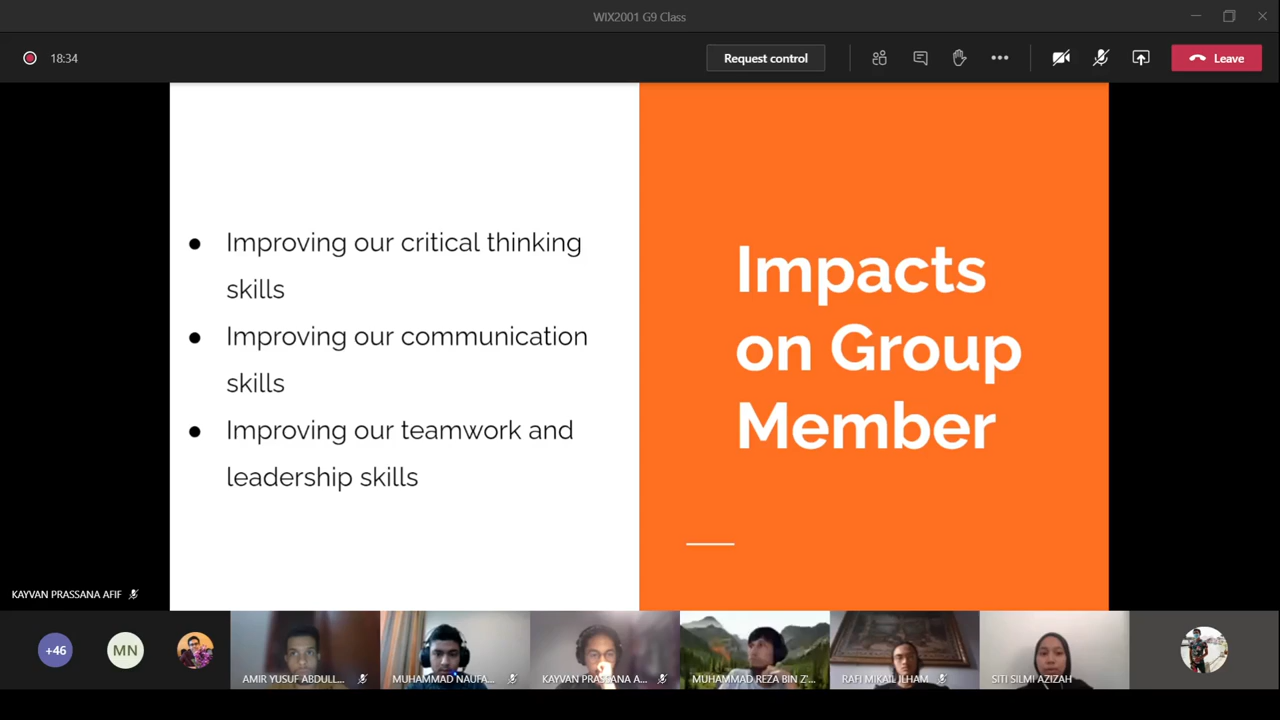 WIX2001 G9 Class
18:34
Request control
Leave
● Improving our critical thinking
skills
● Improving our communication
skills
● Improving our teamwork and
leadership skills
Impacts
on Group
Member
KAYVAN PRASSANA AFIF
+46
MN
AMIR YUSUF ABDULL...
MUHAMMAD NAUFA...
KAYVAN PRASSANA A...
MUHAMMAD REZA BIN Z'...
RAFI MIKAIL ILHAM
SITI SILMI AZIZAH